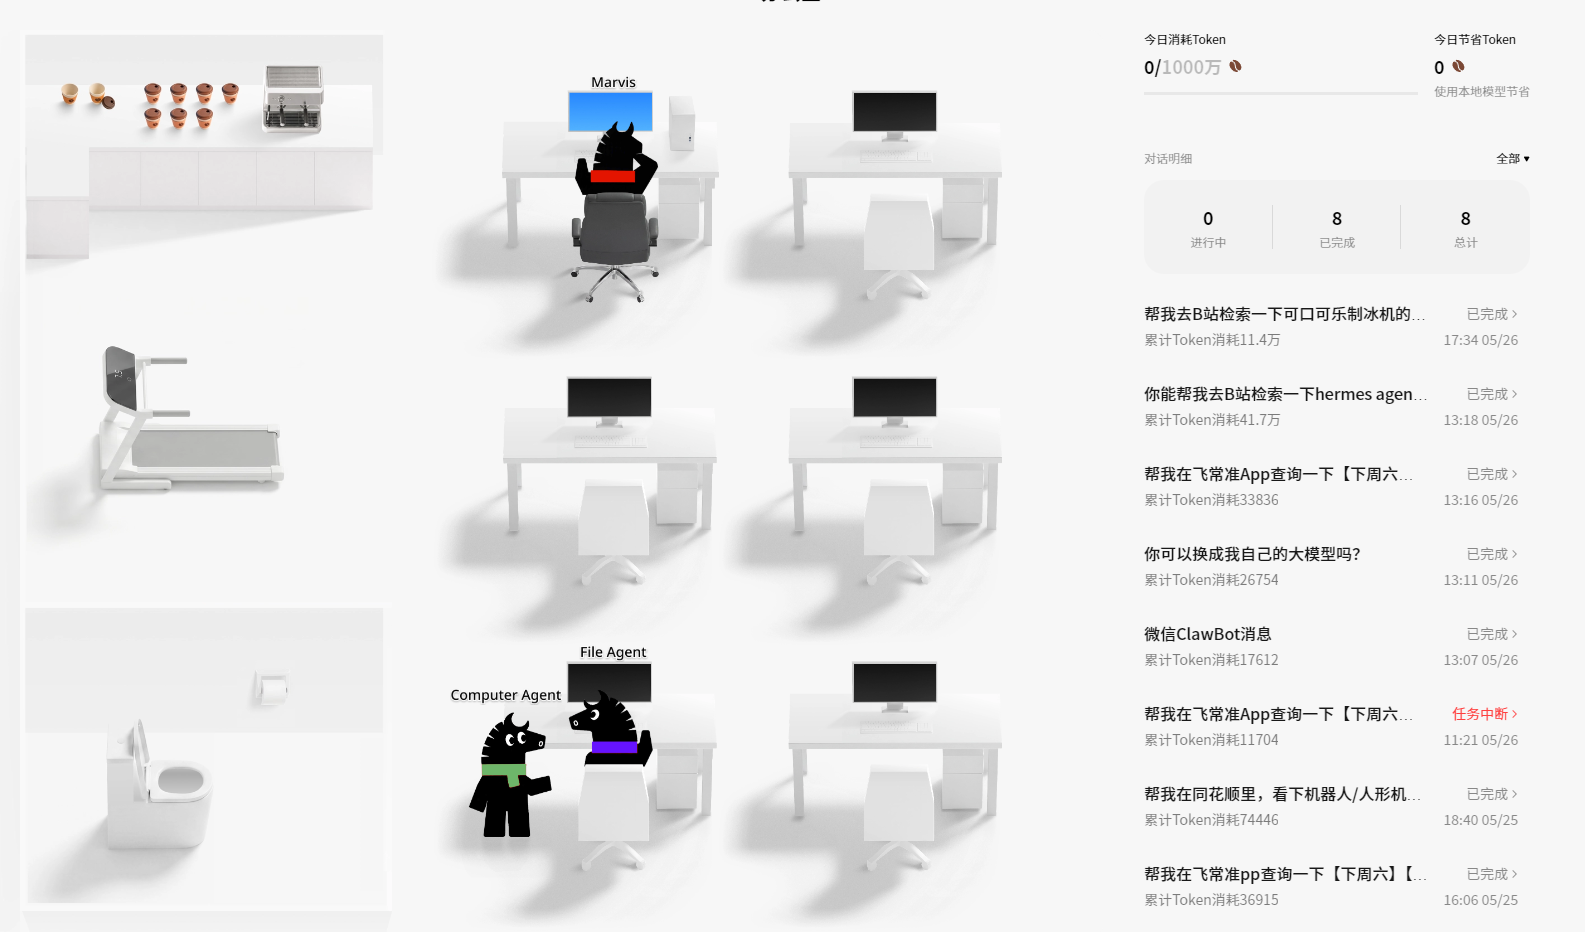 Marvis
File Agent
Computer Agent
今日消耗Token
0/1000万
今日节省Token
0
使用本地模型节省
对话明细
全部
0
进行中
8
已完成
8
总计
帮我去B站检索一下可口可乐制冰机的...
已完成
累计Token消耗11.4万
17:34 05/26
你能帮我去B站检索一下hermes agen...
已完成
累计Token消耗41.7万
13:18 05/26
帮我在飞常准App查询一下【下周六...
已完成
累计Token消耗33836
13:16 05/26
你可以换成我自己的大模型吗？
已完成
累计Token消耗26754
13:11 05/26
微信ClawBot消息
已完成
累计Token消耗17612
13:07 05/26
帮我在飞常准App查询一下【下周六...
任务中断
累计Token消耗11704
11:21 05/26
帮我在同花顺里，看下机器人/人形机...
已完成
累计Token消耗74446
18:40 05/25
帮我在飞常准pp查询一下【下周六】【...
已完成
累计Token消耗36915
16:06 05/25